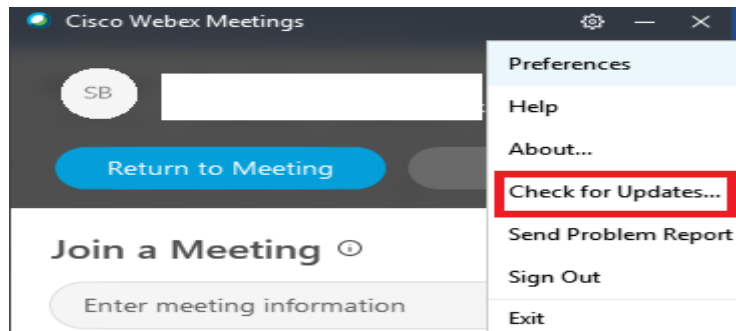 Cisco Webex Meetings
SB
Return to Meeting
Join a Meeting
Enter meeting information
Preferences
Help
About...
Check for Updates...
Send Problem Report
Sign Out
Exit